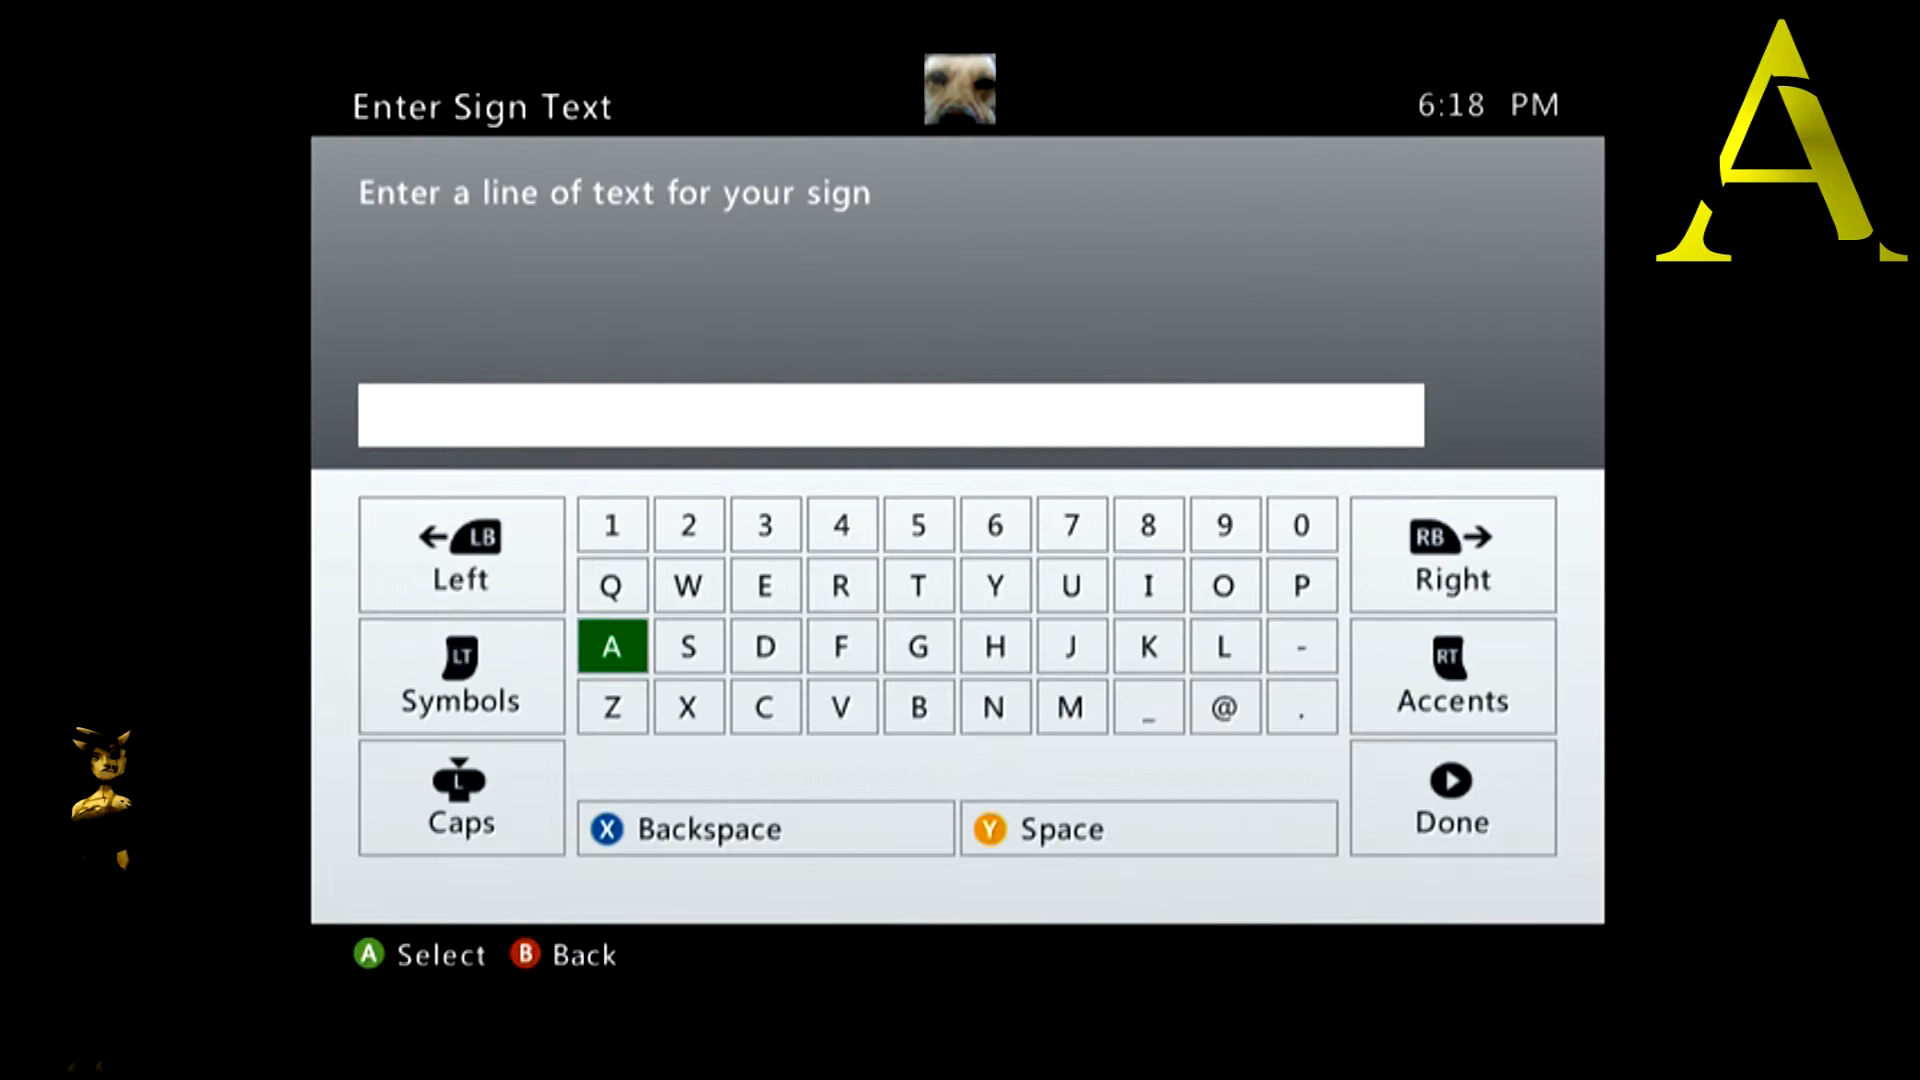 A
Enter Sign Text
6:18 PM
Enter a line of text for your sign
LB
Left
1 2 3 4 5 6 7 8 9 0
RB
Right
Q W E R T Y U I O P
LT
Symbols
A S D F G H J K L -
RT
Accents
Z X C V B N M _ @ .
L
Caps
X Backspace
Y Space
Done
A Select B Back